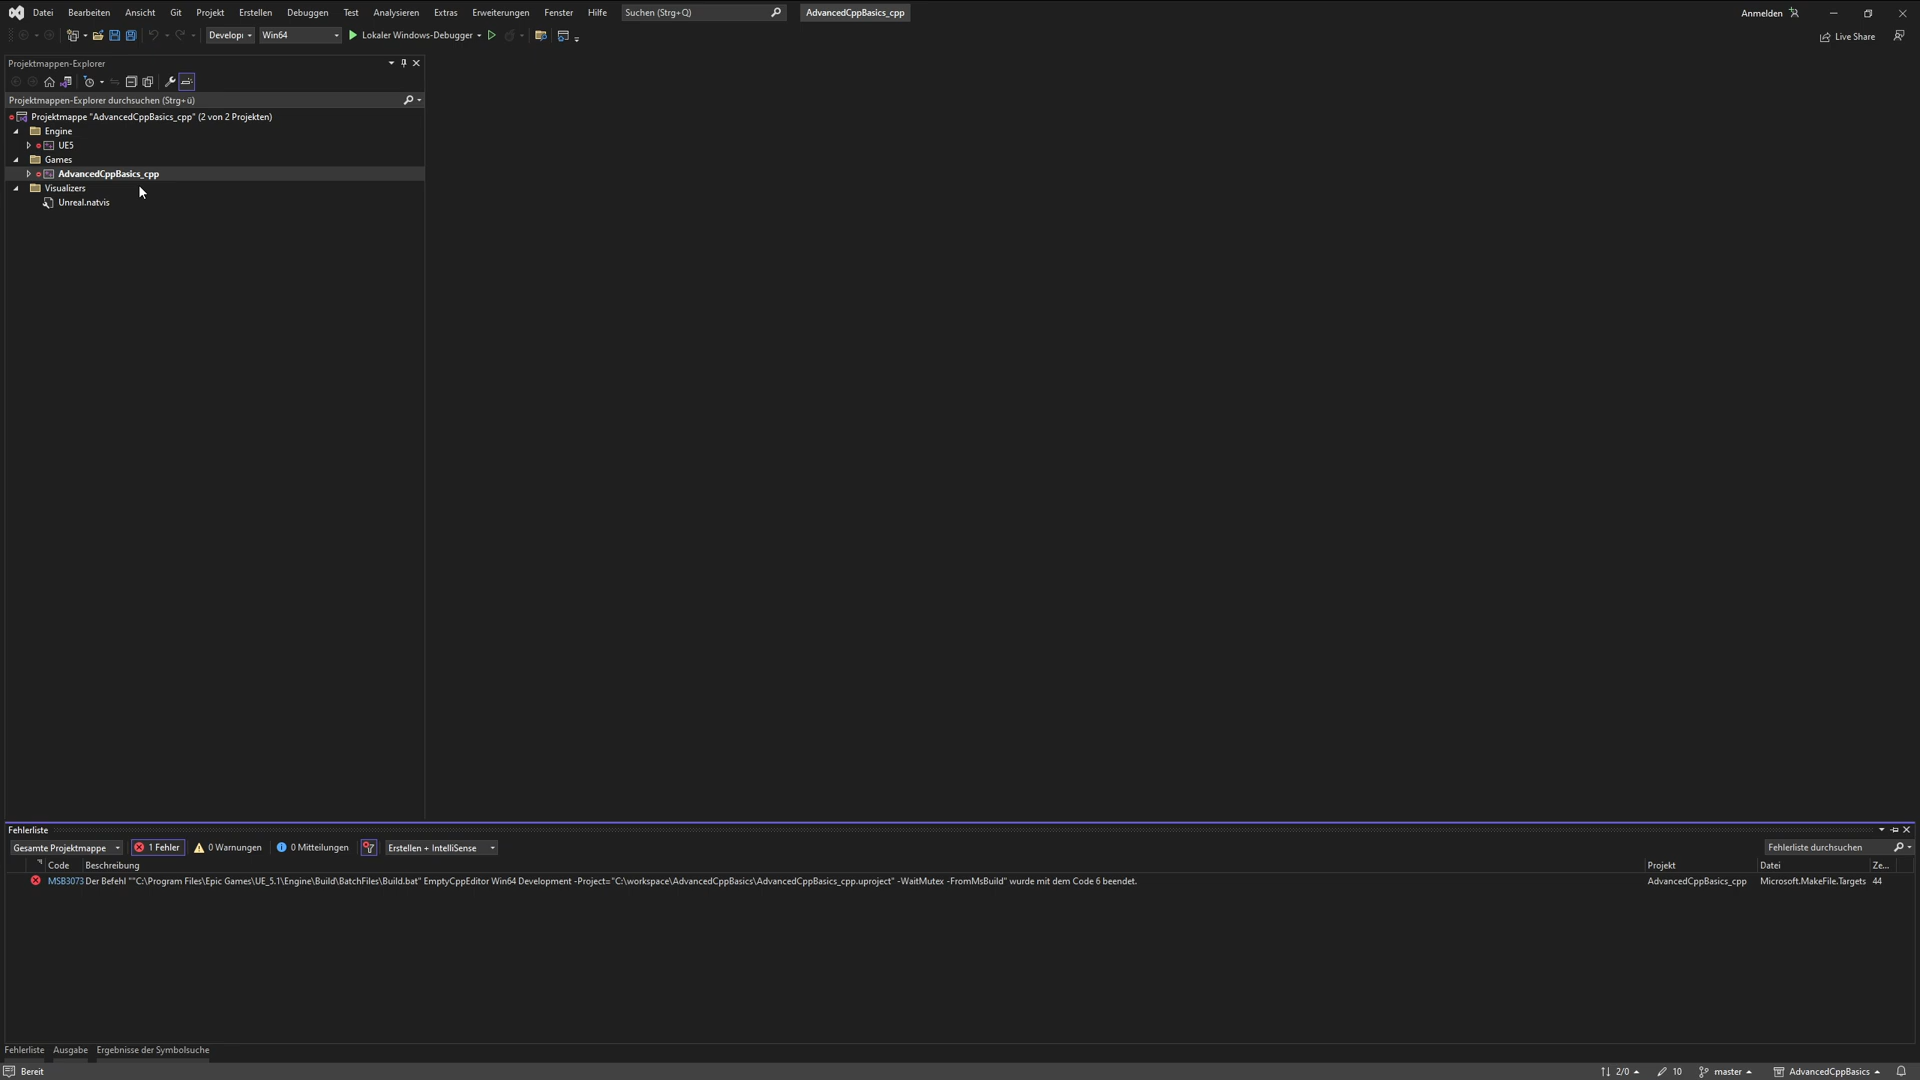 Datei Bearbeiten Ansicht Git Projekt Erstellen Debuggen Test Analysieren Extras Erweiterungen Fenster Hilfe Suchen (Strg+Q) AdvancedCppBasics_cpp Anmelden
Develop Win64 Lokaler Windows-Debugger Live Share
Projektmappen-Explorer
Projektmappen-Explorer durchsuchen (Strg+ü)
Projektmappe "AdvancedCppBasics_cpp" (2 von 2 Projekten)
Engine
UE5
Games
AdvancedCppBasics_cpp
Visualizers
Unreal.natvis
Fehlerliste
Gesamte Projektmappe 1 Fehler 0 Warnungen 0 Mitteilungen Erstellen + IntelliSense Fehlerliste durchsuchen
Code Beschreibung Projekt Datei Ze...
MSB3073 Der Befehl ""C:\Program Files\Epic Games\UE_5.1\Engine\Build\BatchFiles\Build.bat" EmptyCppEditor Win64 Development -Project="C:\workspace\AdvancedCppBasics\AdvancedCppBasics_cpp.uproject" -WaitMutex -FromMsBuild" wurde mit dem Code 6 beendet. AdvancedCppBasics_cpp Microsoft.MakeFile.Targets 44
Fehlerliste Ausgabe Ergebnisse der Symbolsuche
Bereit 2/0 10 master AdvancedCppBasics